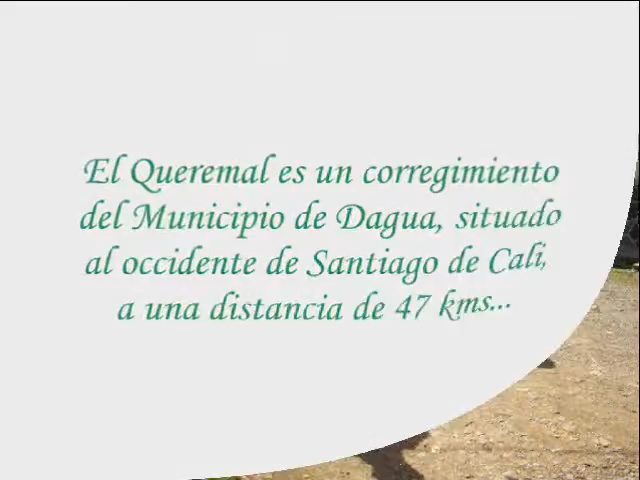 El Queremal es un corregimiento
del Municipio de Dagua, situado
al occidente de Santiago de Cali,
a una distancia de 47 kms...